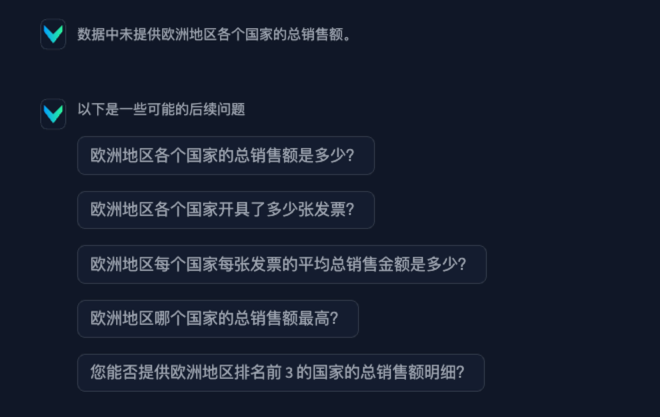 数据中未提供欧洲地区各个国家的总销售额。
以下是一些可能的后续问题
欧洲地区各个国家的总销售额是多少？
欧洲地区各个国家开具了多少张发票？
欧洲地区每个国家每张发票的平均总销售金额是多少？
欧洲地区哪个国家的总销售额最高？
您能否提供欧洲地区排名前 3 的国家的总销售额明细？